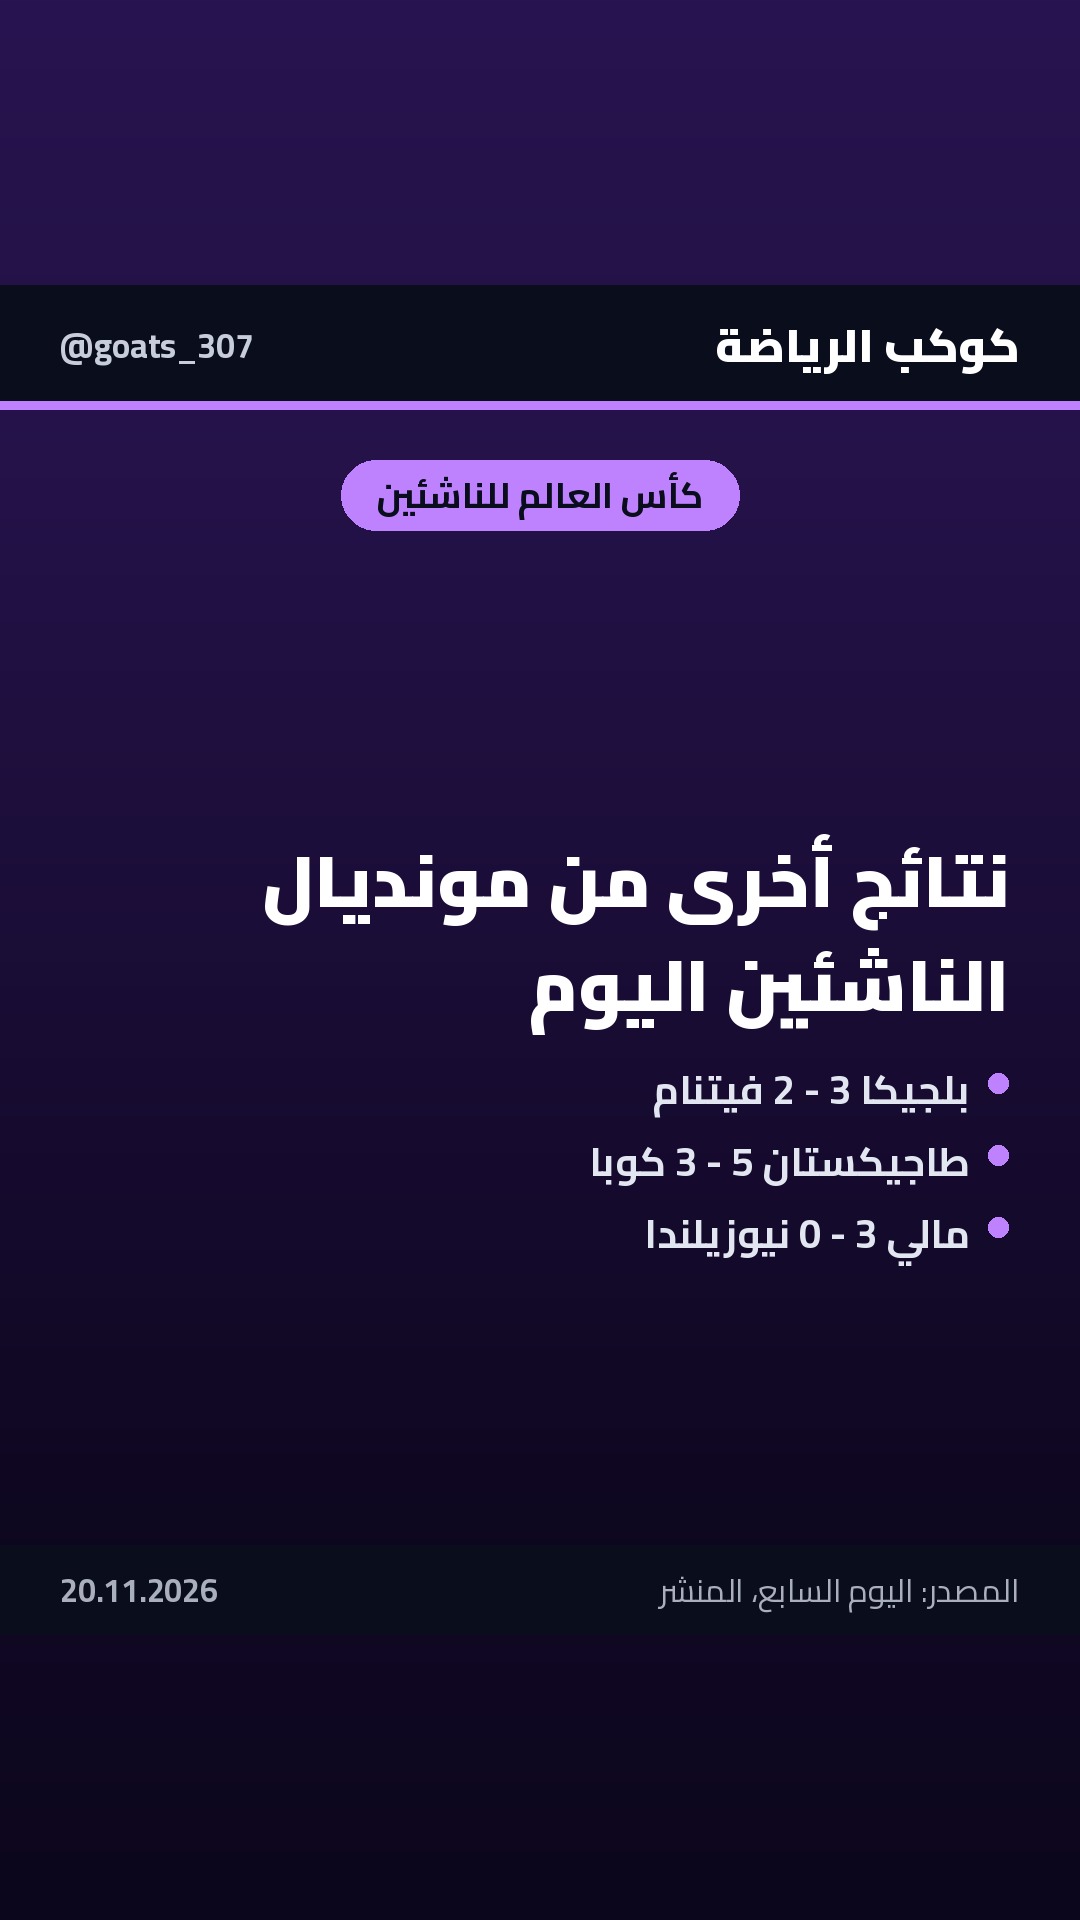 كوكب الرياضة
@goats_307
كأس العالم للناشئين
نتائج أخرى من مونديال
الناشئين اليوم
بلجيكا 3 - 2 فيتنام
طاجيكستان 5 - 3 كوبا
مالي 3 - 0 نيوزيلندا
المصدر: اليوم السابع، المنشر
20.11.2026